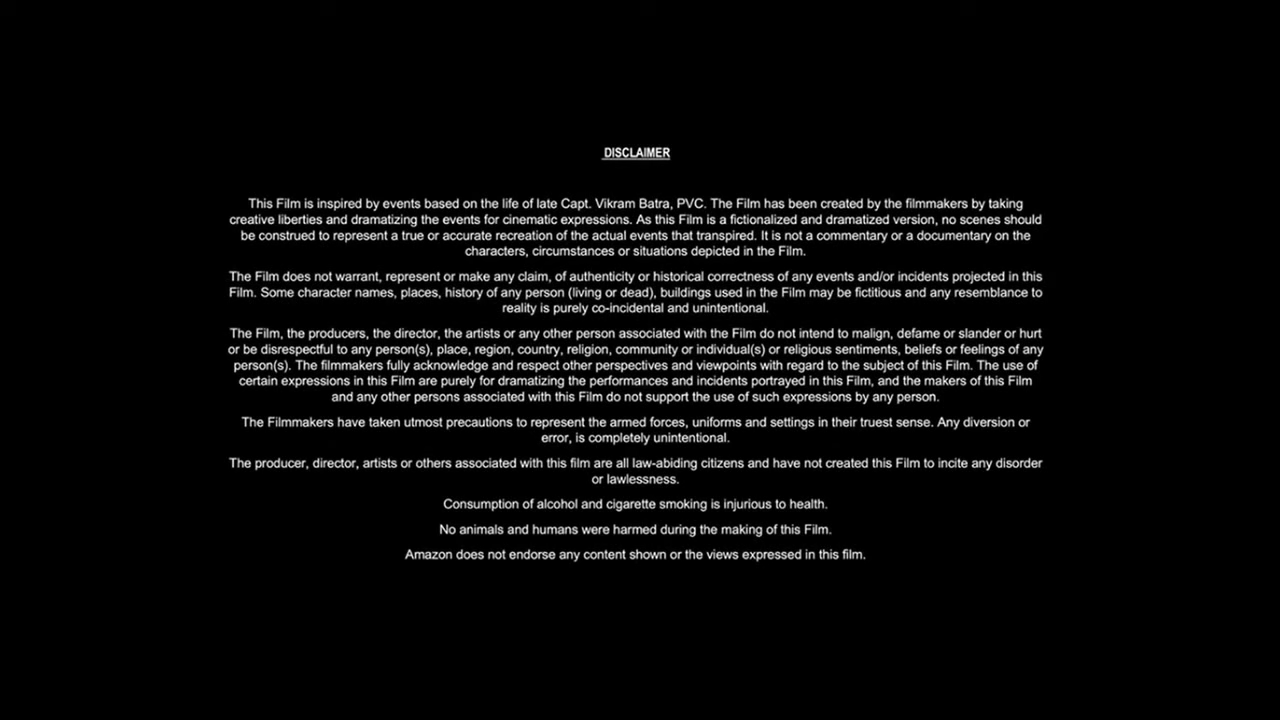 DISCLAIMER
This Film is inspired by events based on the life of late Capt. Vikram Batra, PVC. The Film has been created by the filmmakers by taking
creative liberties and dramatizing the events for cinematic expressions. As this Film is a fictionalized and dramatized version, no scenes should
be construed to represent a true or accurate recreation of the actual events that transpired. It is not a commentary or a documentary on the
characters, circumstances or situations depicted in the Film.
The Film does not warrant, represent or make any claim, of authenticity or historical correctness of any events and/or incidents projected in this
Film. Some character names, places, history of any person (living or dead), buildings used in the Film may be fictitious and any resemblance to
reality is purely co-incidental and unintentional.
The Film, the producers, the director, the artists or any other person associated with the Film do not intend to malign, defame or slander or hurt
or be disrespectful to any person(s), place, region, country, religion, community or individual(s) or religious sentiments, beliefs or feelings of any
person(s). The filmmakers fully acknowledge and respect other perspectives and viewpoints with regard to the subject of this Film. The use of
certain expressions in this Film are purely for dramatizing the performances and incidents portrayed in this Film, and the makers of this Film
and any other persons associated with this Film do not support the use of such expressions by any person.
The Filmmakers have taken utmost precautions to represent the armed forces, uniforms and settings in their truest sense. Any diversion or
error, is completely unintentional.
The producer, director, artists or others associated with this film are all law-abiding citizens and have not created this Film to incite any disorder
or lawlessness.
Consumption of alcohol and cigarette smoking is injurious to health.
No animals and humans were harmed during the making of this Film.
Amazon does not endorse any content shown or the views expressed in this film.